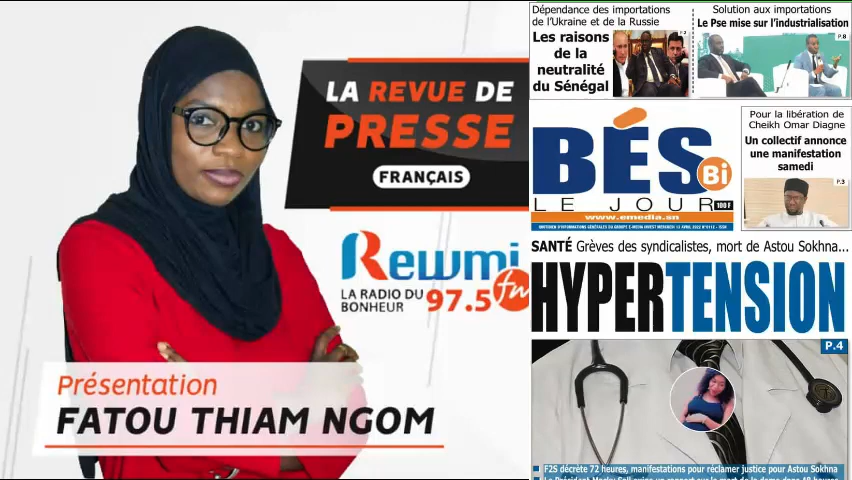 LA REVUE DE
PRESSE
FRANÇAIS
Rewmi
fm
LA RADIO DU
BONHEUR
97.5
Présentation
FATOU THIAM NGOM
Dépendance des importations
de l'Ukraine et de la Russie
Les raisons
de la
neutralité
du Sénégal
Solution aux importations
Le Pse mise sur l'industrialisation
P.8
BÉS
Bi
LE JOUR
100 F
www.emedia.sn
Pour la libération de
Cheikh Omar Diagne
Un collectif annonce
une manifestation
samedi
P.3
SANTÉ Grèves des syndicalistes, mort de Astou Sokhna...
HYPERTENSION
P.4
F2S décrète 72 heures, manifestations pour réclamer justice pour Astou Sokhna